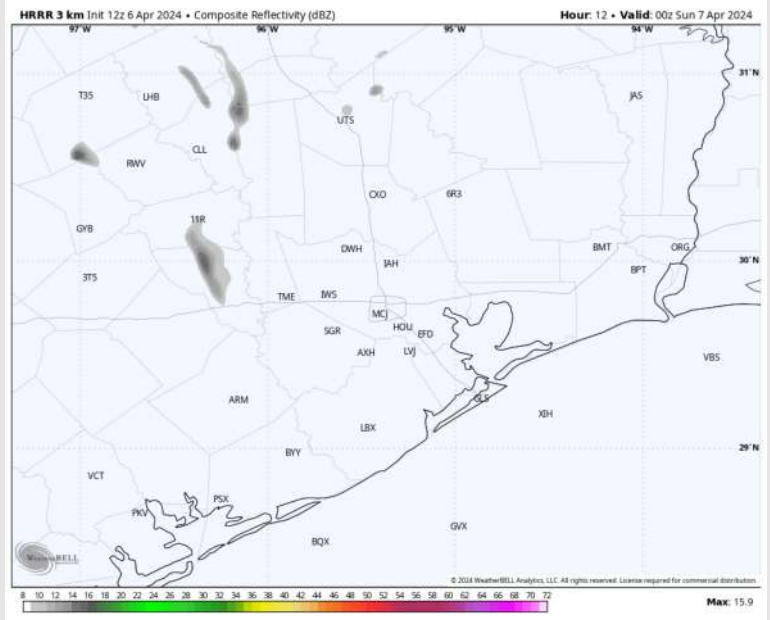 HRRR 3 km Init 12z 6 Apr 2024 • Composite Reflectivity (dBZ)
Hour: 12 • Valid: 00z Sun 7 Apr 2024
97°W 96°W 95°W 94°W
31°N
T35 LHB JAS
UTS
CLL
RWV
CXO 6R3
11R
GYB
DWH BMT ORG
IAH 30°N
BPT
3T5
TME IWS
MCJ
SGR HOU EFD
AXH LVJ
VBS
ARM GLS
XIH
LBX
BYY 29°N
VCT
PSX
PKV
GVX
BQX
WeatherBELL
© 2024 WeatherBELL Analytics, LLC. All rights reserved. License required for commercial distribution.
8 10 12 14 16 18 20 22 24 26 28 30 32 34 36 38 40 42 44 46 48 50 52 54 56 58 60 62 64 66 68 70 72
Max: 15.9